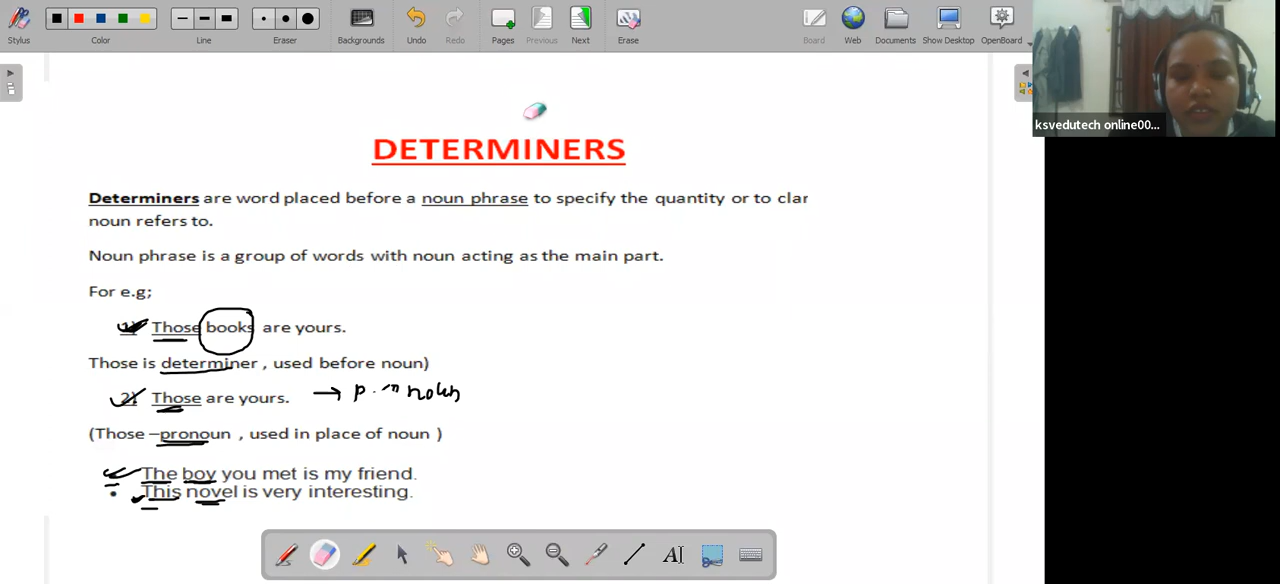 Stylus Color Line Eraser Backgrounds Undo Redo Pages Previous Next Erase Board Web Documents Show Desktop OpenBoard
ksvedutech online00...
DETERMINERS
Determiners are word placed before a noun phrase to specify the quantity or to clar
noun refers to.
Noun phrase is a group of words with noun acting as the main part.
For e.g;
1) Those books are yours.
Those is determiner , used before noun)
2) Those are yours. → noun
(Those –pronoun , used in place of noun )
The boy you met is my friend.
• This novel is very interesting.